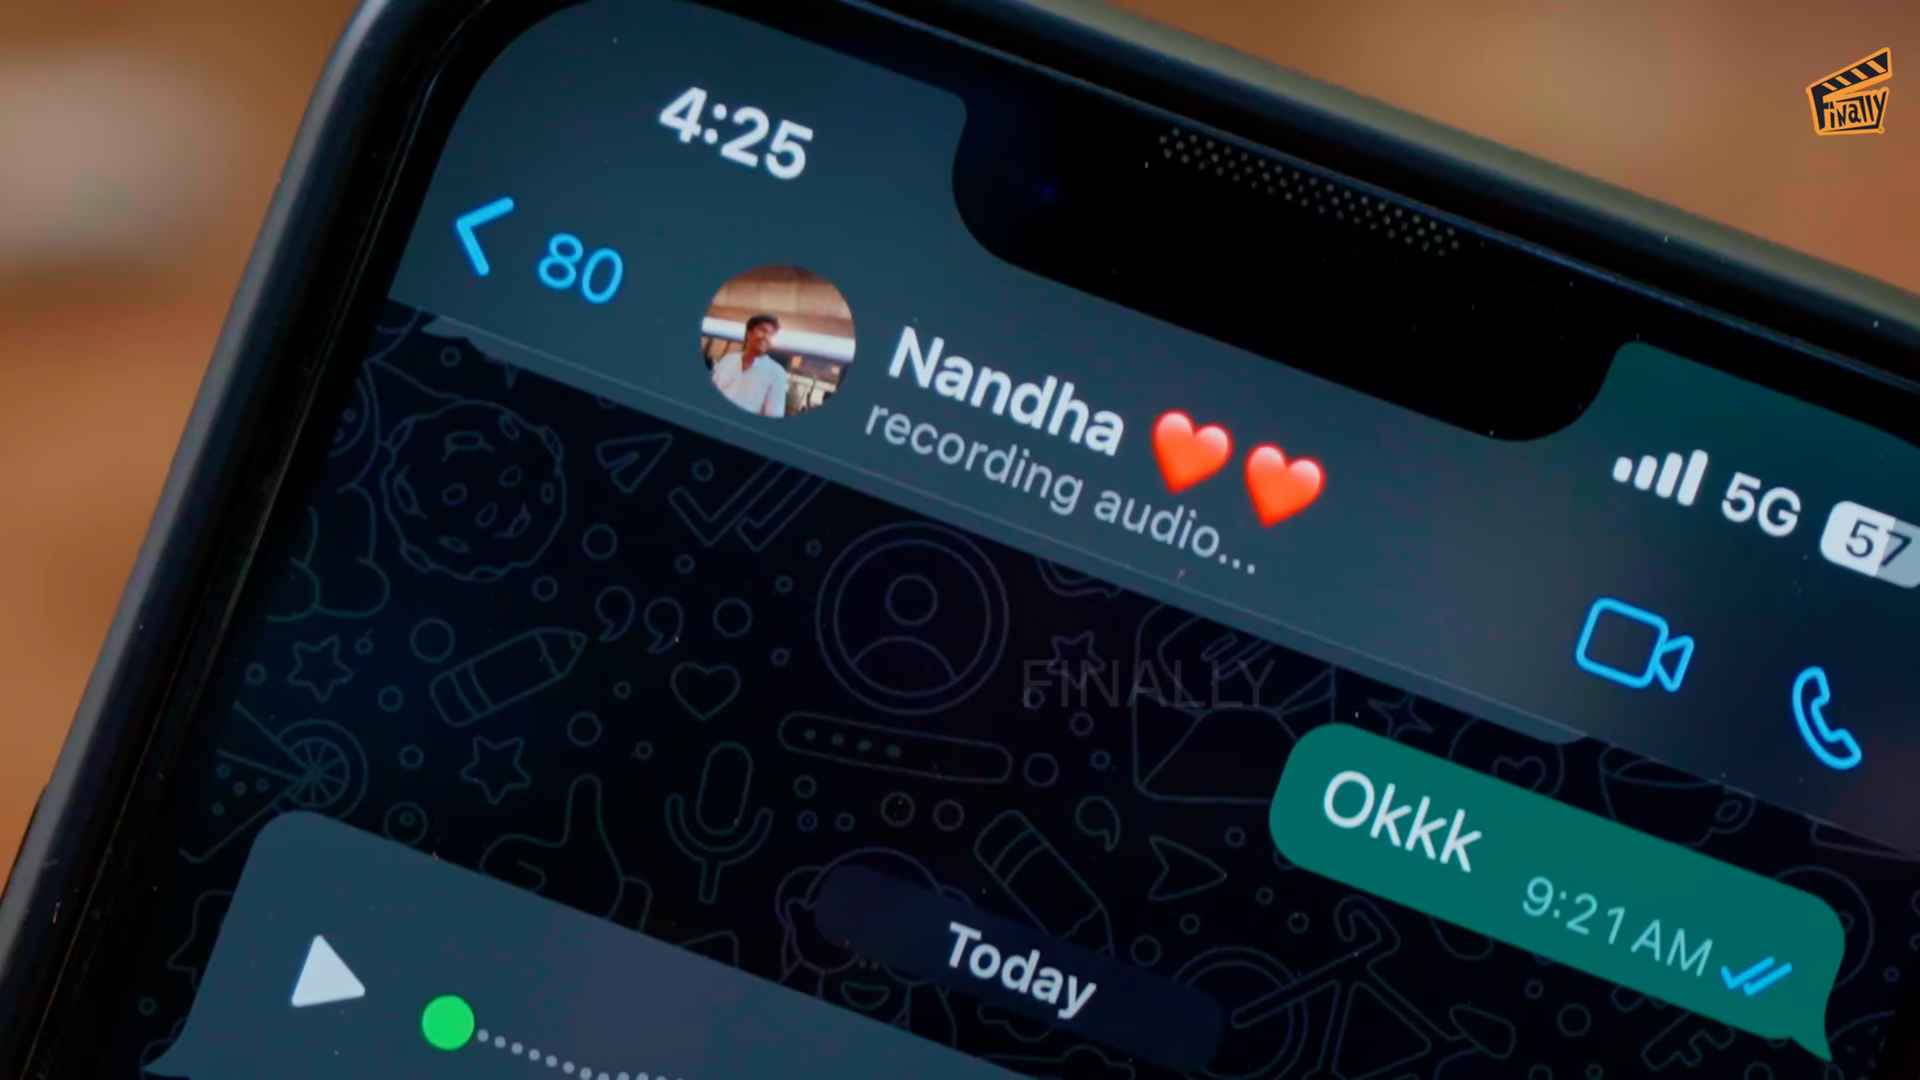 Finally
4:25
80
Nandha ❤️❤️
recording audio...
5G
57
FINALLY
Okkk
9:21 AM
Today